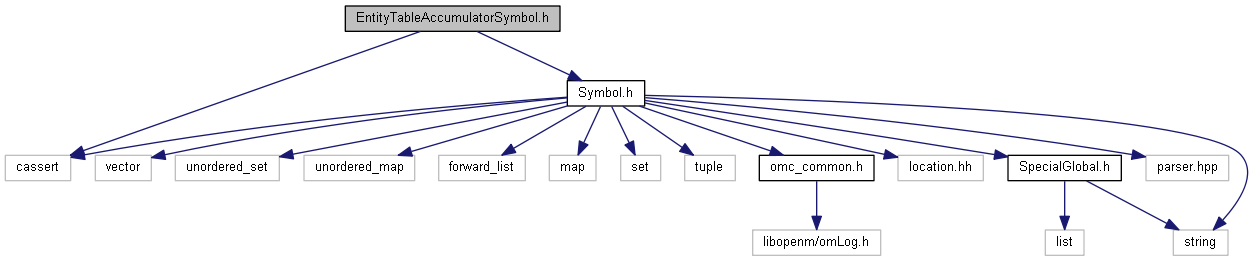 EntityTableAccumulatorSymbol.h
Symbol.h
cassert
vector
unordered_set
unordered_map
forward_list
map
set
tuple
omc_common.h
location.hh
SpecialGlobal.h
parser.hpp
libopenm/omLog.h
list
string